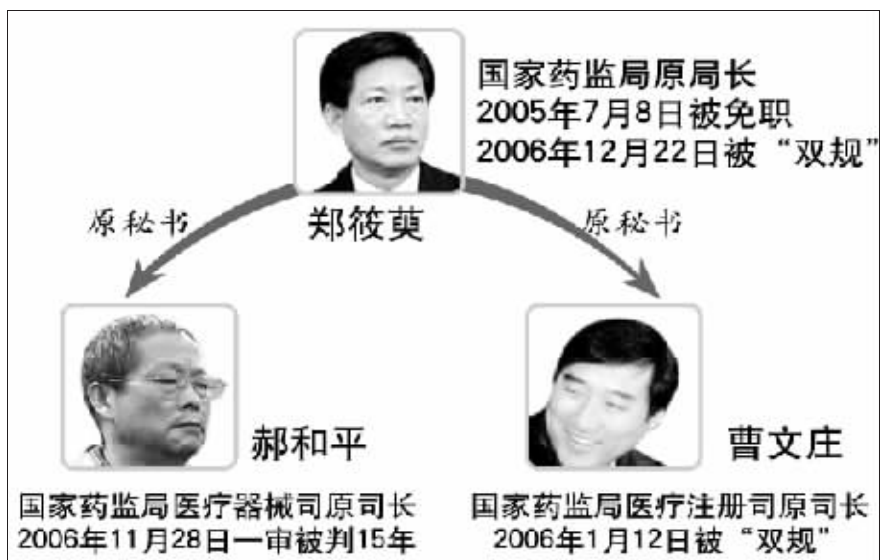 国家药监局原局长
2005年7月8日被免职
2006年12月22日被“双规”
原秘书
郑筱萸
原秘书
郝和平
曹文庄
国家药监局医疗器械司原司长
2006年11月28日一审被判15年
国家药监局医疗注册司原司长
2006年1月12日被“双规”